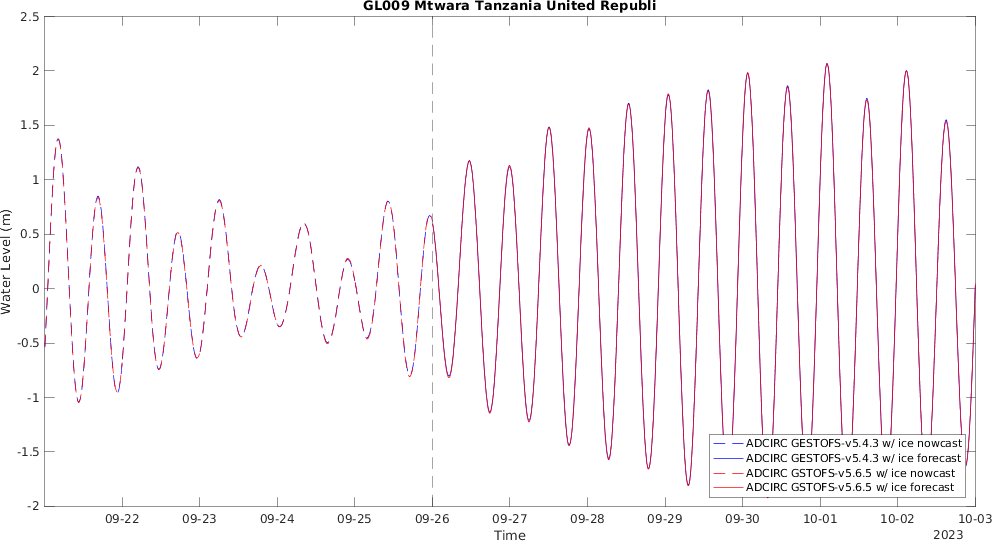 GL009 Mtwara Tanzania United Republi
2.5
2
1.5
1
0.5
0
-0.5
-1
-1.5
-2
Water Level (m)
ADCIRC GESTOFS-v5.4.3 w/ ice nowcast
ADCIRC GESTOFS-v5.4.3 w/ ice forecast
ADCIRC GSTOFS-v5.6.5 w/ ice nowcast
ADCIRC GSTOFS-v5.6.5 w/ ice forecast
09-22 09-23 09-24 09-25 09-26 09-27 09-28 09-29 09-30 10-01 10-02 10-03
Time
2023